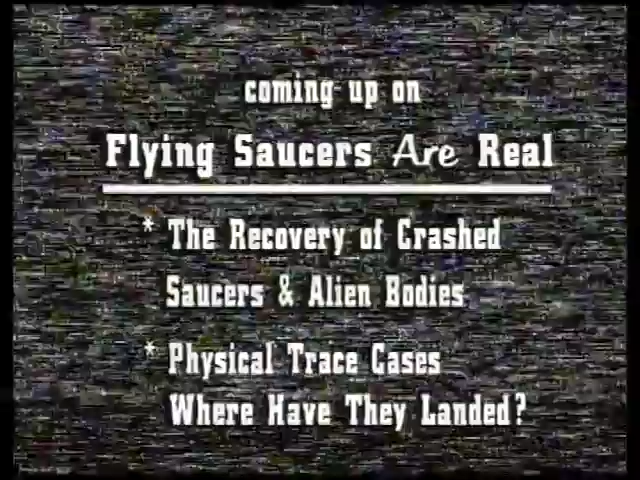 coming up on
Flying Saucers Are Real
* The Recovery of Crashed
Saucers & Alien Bodies
* Physical Trace Cases
Where Have They Landed?